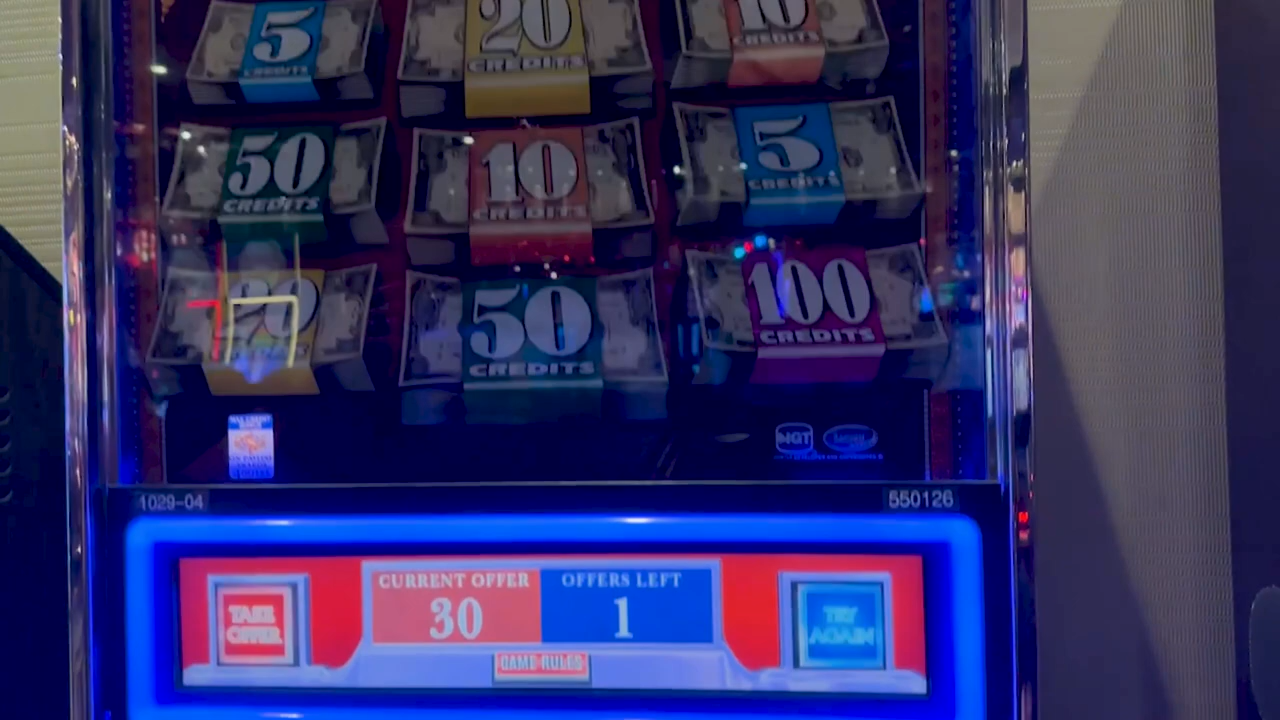 5
CREDITS
20
CREDITS
10
CREDITS
50
CREDITS
10
CREDITS
5
CREDITS
20
50
CREDITS
100
CREDITS
1029-04
550126
CURRENT OFFER
30
OFFERS LEFT
1
TAKE
OFFER
TRY
AGAIN
GAME RULES